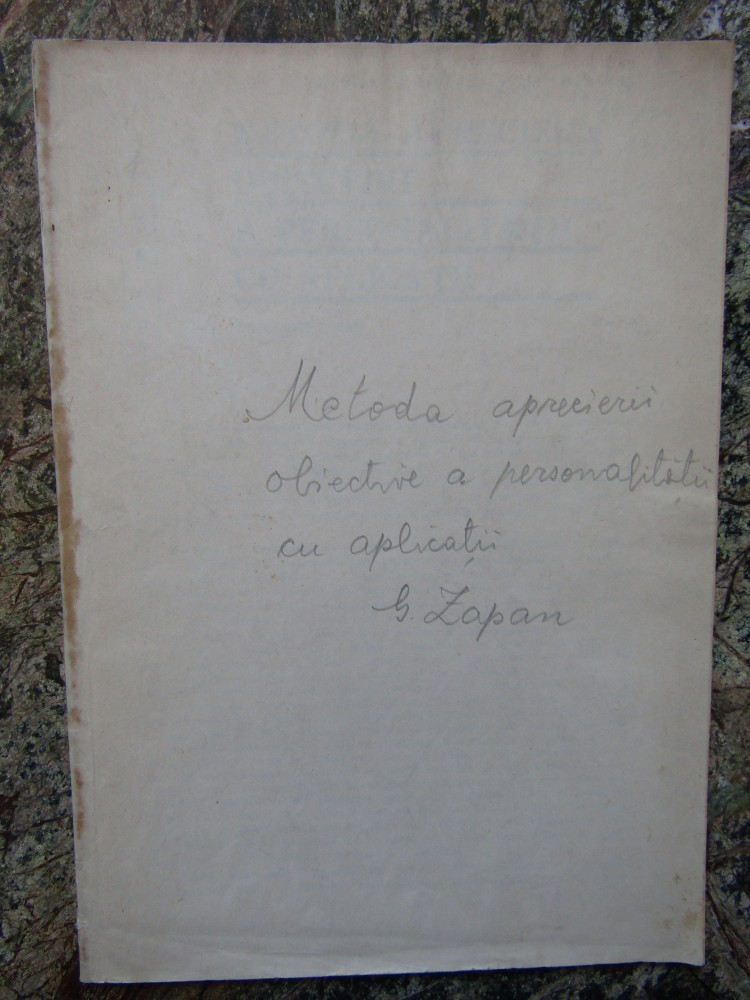 Metoda aprecierii
obiective a personalității
cu aplicații
G. Zapan